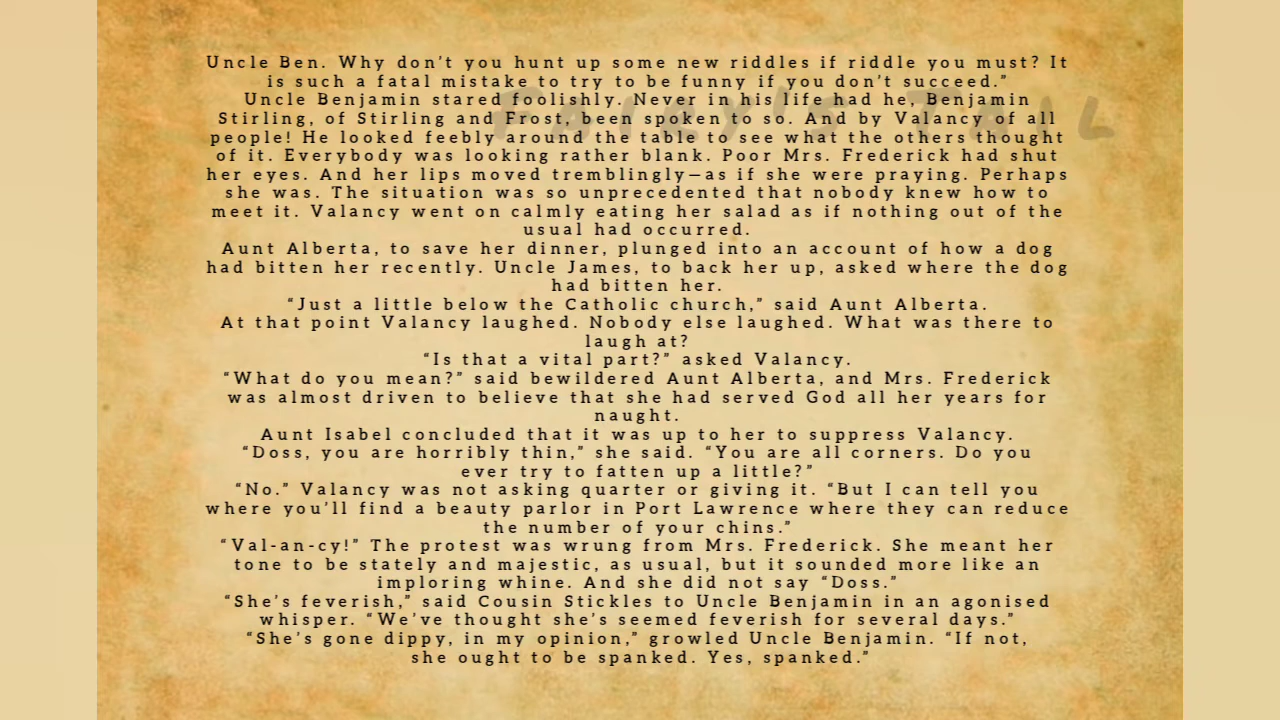 Uncle Ben. Why don’t you hunt up some new riddles if riddle you must? It
is such a fatal mistake to try to be funny if you don’t succeed.”
Uncle Benjamin stared foolishly. Never in his life had he, Benjamin
Stirling, of Stirling and Frost, been spoken to so. And by Valancy of all
people! He looked feebly around the table to see what the others thought
of it. Everybody was looking rather blank. Poor Mrs. Frederick had shut
her eyes. And her lips moved tremblingly—as if she were praying. Perhaps
she was. The situation was so unprecedented that nobody knew how to
meet it. Valancy went on calmly eating her salad as if nothing out of the
usual had occurred.
Aunt Alberta, to save her dinner, plunged into an account of how a dog
had bitten her recently. Uncle James, to back her up, asked where the dog
had bitten her.
“Just a little below the Catholic church,” said Aunt Alberta.
At that point Valancy laughed. Nobody else laughed. What was there to
laugh at?
“Is that a vital part?” asked Valancy.
“What do you mean?” said bewildered Aunt Alberta, and Mrs. Frederick
was almost driven to believe that she had served God all her years for
naught.
Aunt Isabel concluded that it was up to her to suppress Valancy.
“Doss, you are horribly thin,” she said. “You are all corners. Do you
ever try to fatten up a little?”
“No.” Valancy was not asking quarter or giving it. “But I can tell you
where you’ll find a beauty parlor in Port Lawrence where they can reduce
the number of your chins.”
“Val-an-cy!” The protest was wrung from Mrs. Frederick. She meant her
tone to be stately and majestic, as usual, but it sounded more like an
imploring whine. And she did not say “Doss.”
“She’s feverish,” said Cousin Stickles to Uncle Benjamin in an agonised
whisper. “We’ve thought she’s seemed feverish for several days.”
“She’s gone dippy, in my opinion,” growled Uncle Benjamin. “If not,
she ought to be spanked. Yes, spanked.”